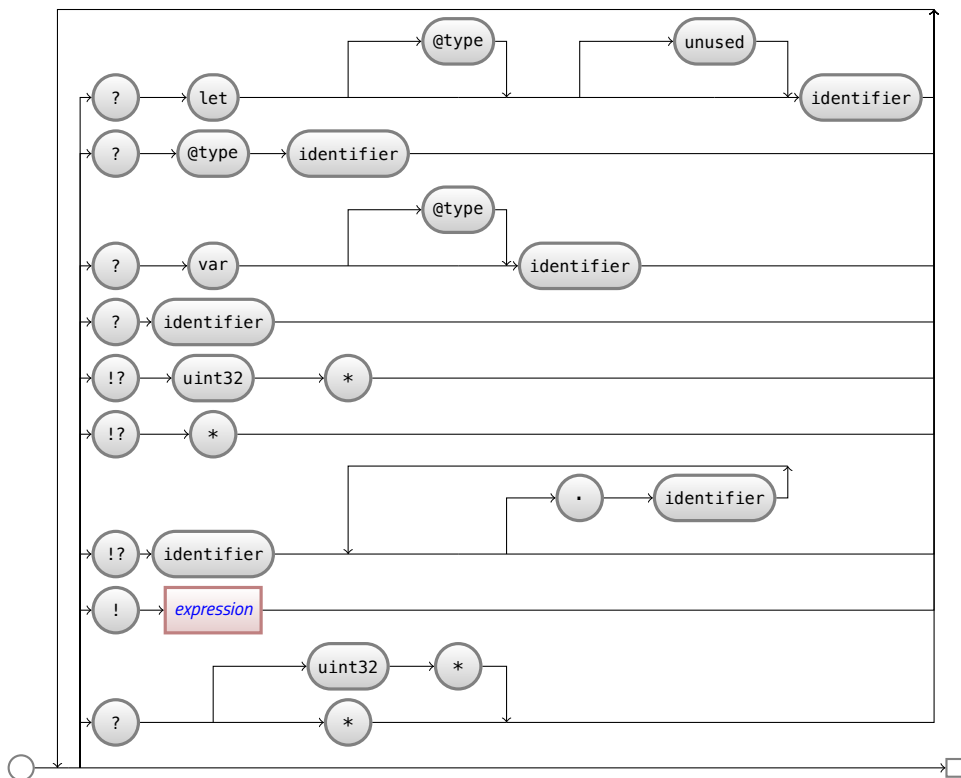 @type unused
? let identifier
? @type identifier
@type
? var identifier
? identifier
!? uint32 *
!? *
. identifier
!? identifier
! expression
uint32 *
? *